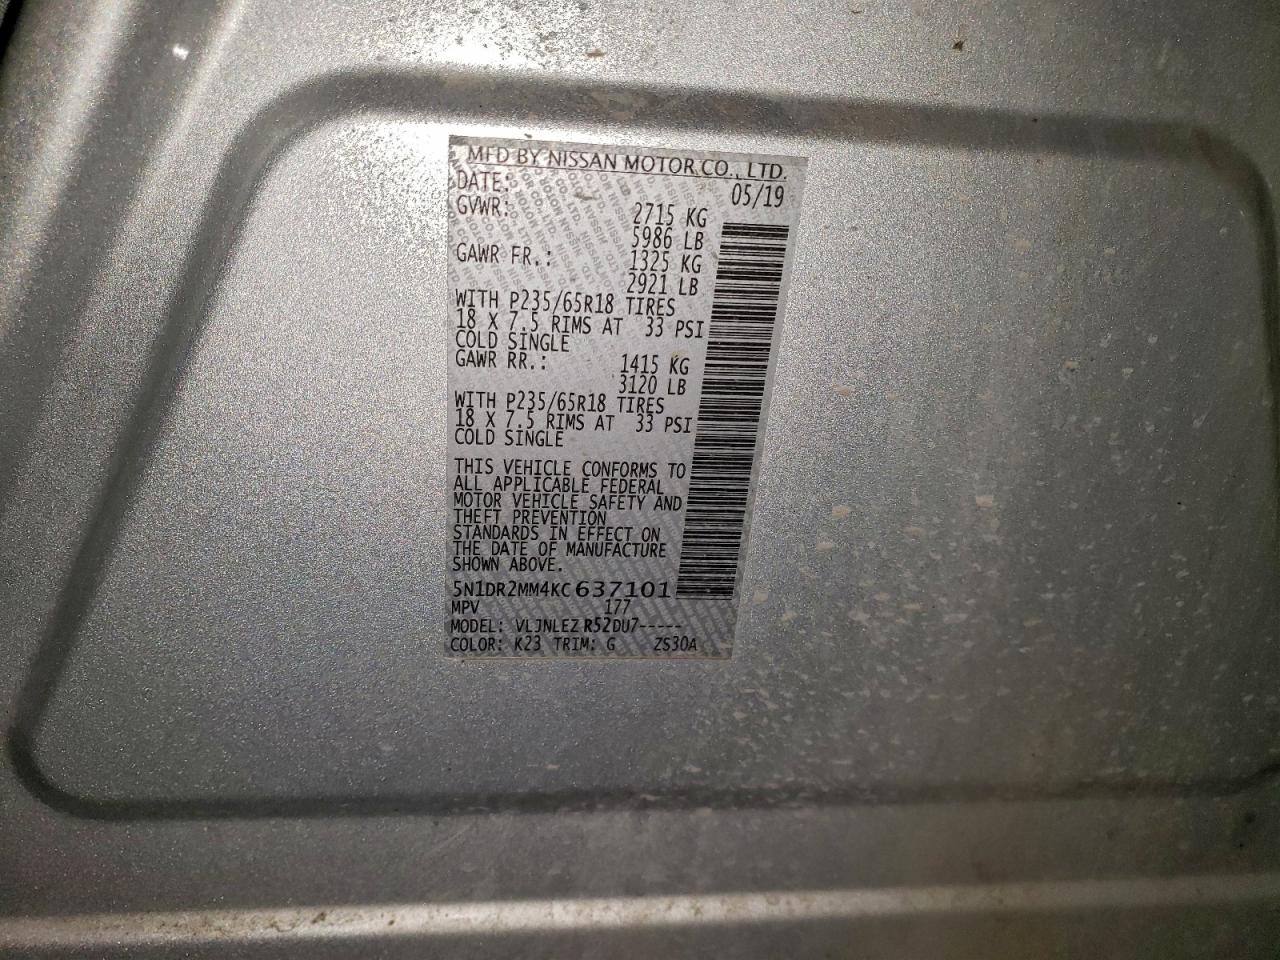 MFD BY NISSAN MOTOR CO., LTD.
DATE: 05/19
GVWR: 2715 KG
5986 LB
GAWR FR.: 1325 KG
2921 LB
WITH P235/65R18 TIRES
18 X 7.5 RIMS AT 33 PSI
COLD SINGLE
GAWR RR.: 1415 KG
3120 LB
WITH P235/65R18 TIRES
18 X 7.5 RIMS AT 33 PSI
COLD SINGLE
THIS VEHICLE CONFORMS TO
ALL APPLICABLE FEDERAL
MOTOR VEHICLE SAFETY AND
THEFT PREVENTION
STANDARDS IN EFFECT ON
THE DATE OF MANUFACTURE
SHOWN ABOVE.
5N1DR2MM4KC637101
MPV 177
MODEL: VLJNLEZ R52DU7-----
COLOR: K23 TRIM: G ZS30A